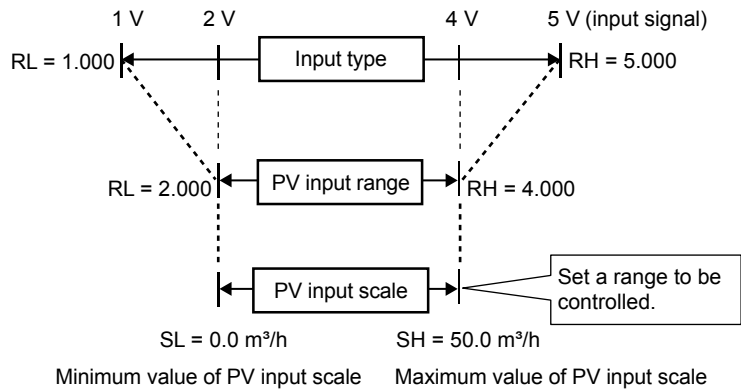 1 V 2 V 4 V 5 V (input signal)
RL = 1.000 Input type RH = 5.000
RL = 2.000 PV input range RH = 4.000
PV input scale
Set a range to be
controlled.
SL = 0.0 m³/h SH = 50.0 m³/h
Minimum value of PV input scale Maximum value of PV input scale